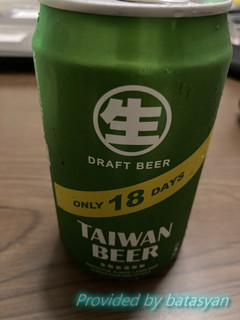 生
DRAFT BEER
ONLY 18 DAYS
TAIWAN
BEER
Provided by batasyan